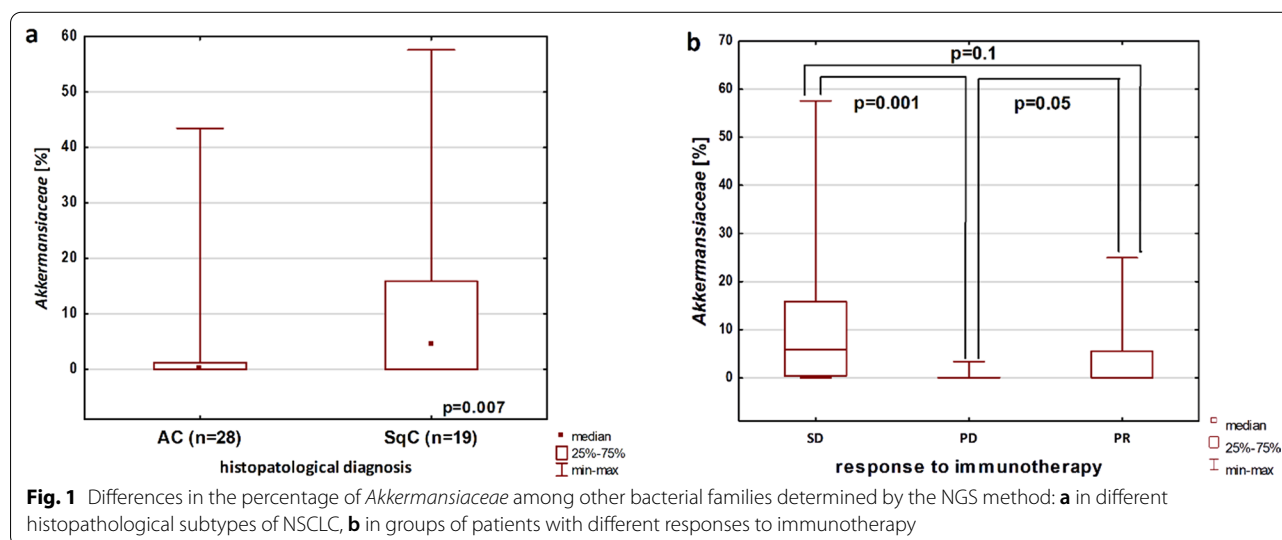 a
60
50
40
30
20
10
0
Akkermansiaceae [%]
p=0.007
AC (n=28) SqC (n=19)
histopatological diagnosis
median
25%-75%
min-max
b
70
60
50
40
30
20
10
0
Akkermansiaceae [%]
p=0.1
p=0.001
p=0.05
SD PD PR
response to immunotherapy
median
25%-75%
min-max
Fig. 1 Differences in the percentage of Akkermansiaceae among other bacterial families determined by the NGS method: a in different
histopathological subtypes of NSCLC, b in groups of patients with different responses to immunotherapy